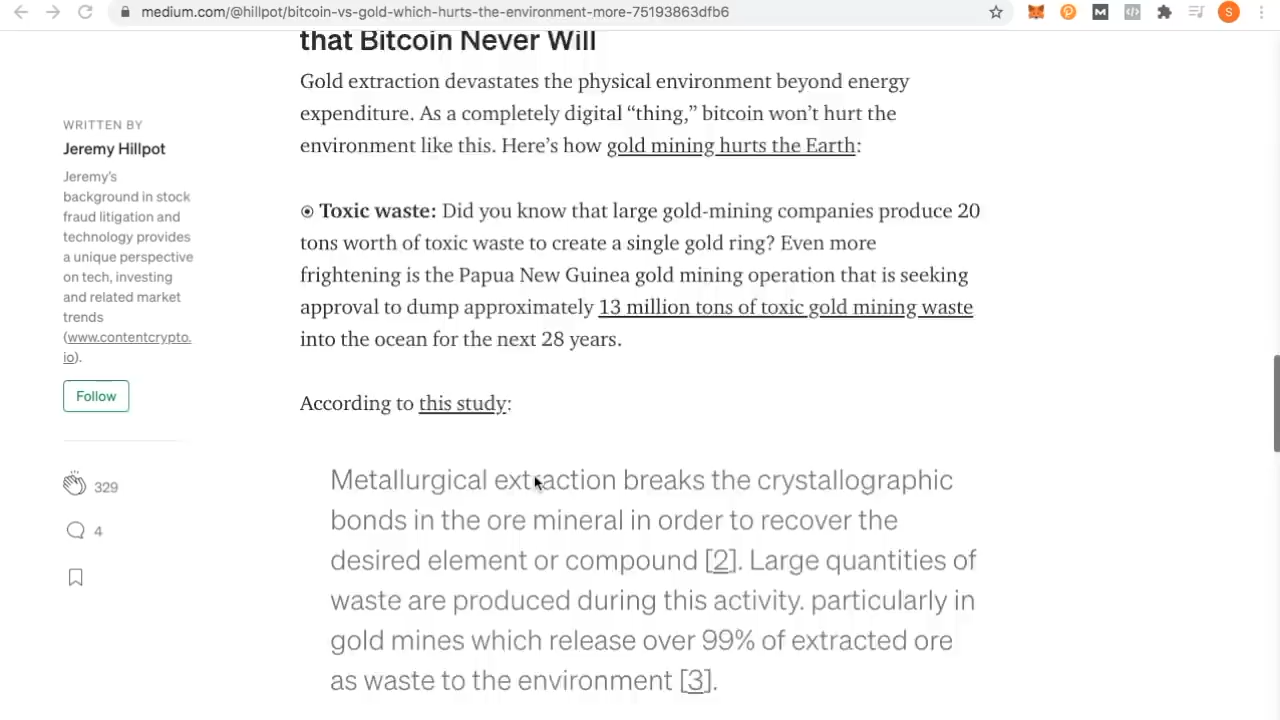 medium.com/@hillpot/bitcoin-vs-gold-which-hurts-the-environment-more-75193863dfb6
S
that Bitcoin Never Will
Gold extraction devastates the physical environment beyond energy
expenditure. As a completely digital “thing,” bitcoin won’t hurt the
environment like this. Here’s how gold mining hurts the Earth:
WRITTEN BY
Jeremy Hillpot
Jeremy’s
background in stock
fraud litigation and
technology provides
a unique perspective
on tech, investing
and related market
trends
(www.contentcrypto.
io).
Follow
329
4
⦿ Toxic waste: Did you know that large gold-mining companies produce 20
tons worth of toxic waste to create a single gold ring? Even more
frightening is the Papua New Guinea gold mining operation that is seeking
approval to dump approximately 13 million tons of toxic gold mining waste
into the ocean for the next 28 years.
According to this study:
Metallurgical extraction breaks the crystallographic
bonds in the ore mineral in order to recover the
desired element or compound [2]. Large quantities of
waste are produced during this activity. particularly in
gold mines which release over 99% of extracted ore
as waste to the environment [3].